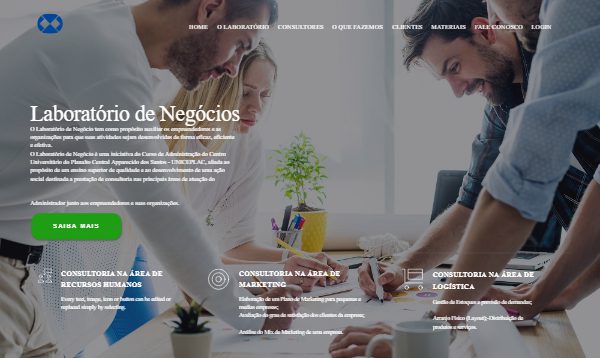 HOME O LABORATÓRIO CONSULTORES O QUE FAZEMOS CLIENTES MATERIAIS FALE CONOSCO LOGIN
Laboratório de Negócios
O Laboratório de Negócio tem como propósito auxiliar os empreendedores e as
organizações para que suas atividades sejam desenvolvidas de forma eficaz, eficiente
e efetiva.
O Laboratório de Negócio é uma iniciativa do Curso de Administração do Centro
Universitário do Planalto Central Apparecido dos Santos - UNICEPLAC, aliada ao
propósito de um ensino superior de qualidade e ao desenvolvimento de uma ação
social destinada a prestação de consultoria nas principais áreas de atuação do
Administrador junto aos empreendedores e suas organizações.
SAIBA MAIS
CONSULTORIA NA ÁREA DE
RECURSOS HUMANOS
Every text, image, icon or button can be edited or
replaced simply by selecting.
CONSULTORIA NA ÁREA DE
MARKETING
Elaboração de um Plano de Marketing para pequenas e
médias empresas;
Avaliação do grau de satisfação dos clientes da empresa;
Análise do Mix de Marketing de uma empresa.
CONSULTORIA NA ÁREA DE
LOGÍSTICA
Gestão de Estoques a previsão de demandas;
Arranjo Físico (Layout); Distribuição de
produtos e serviços.